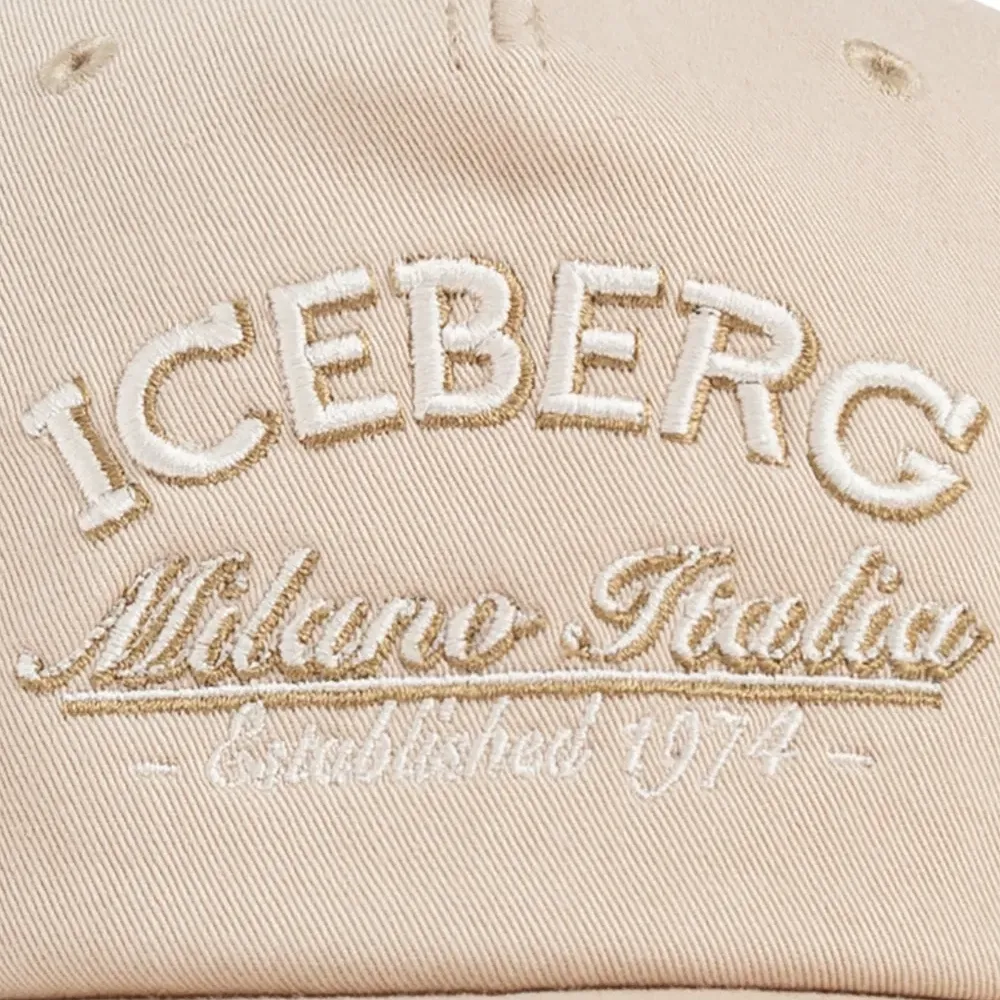 ICEBERG
Milano Italia
- Established 1974 -